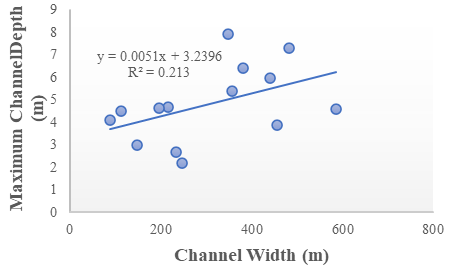 9
8
7
6
5
4
3
2
1
0
Maximum ChannelDepth
(m)
y = 0.0051x + 3.2396
R² = 0.213
0 200 400 600 800
Channel Width (m)